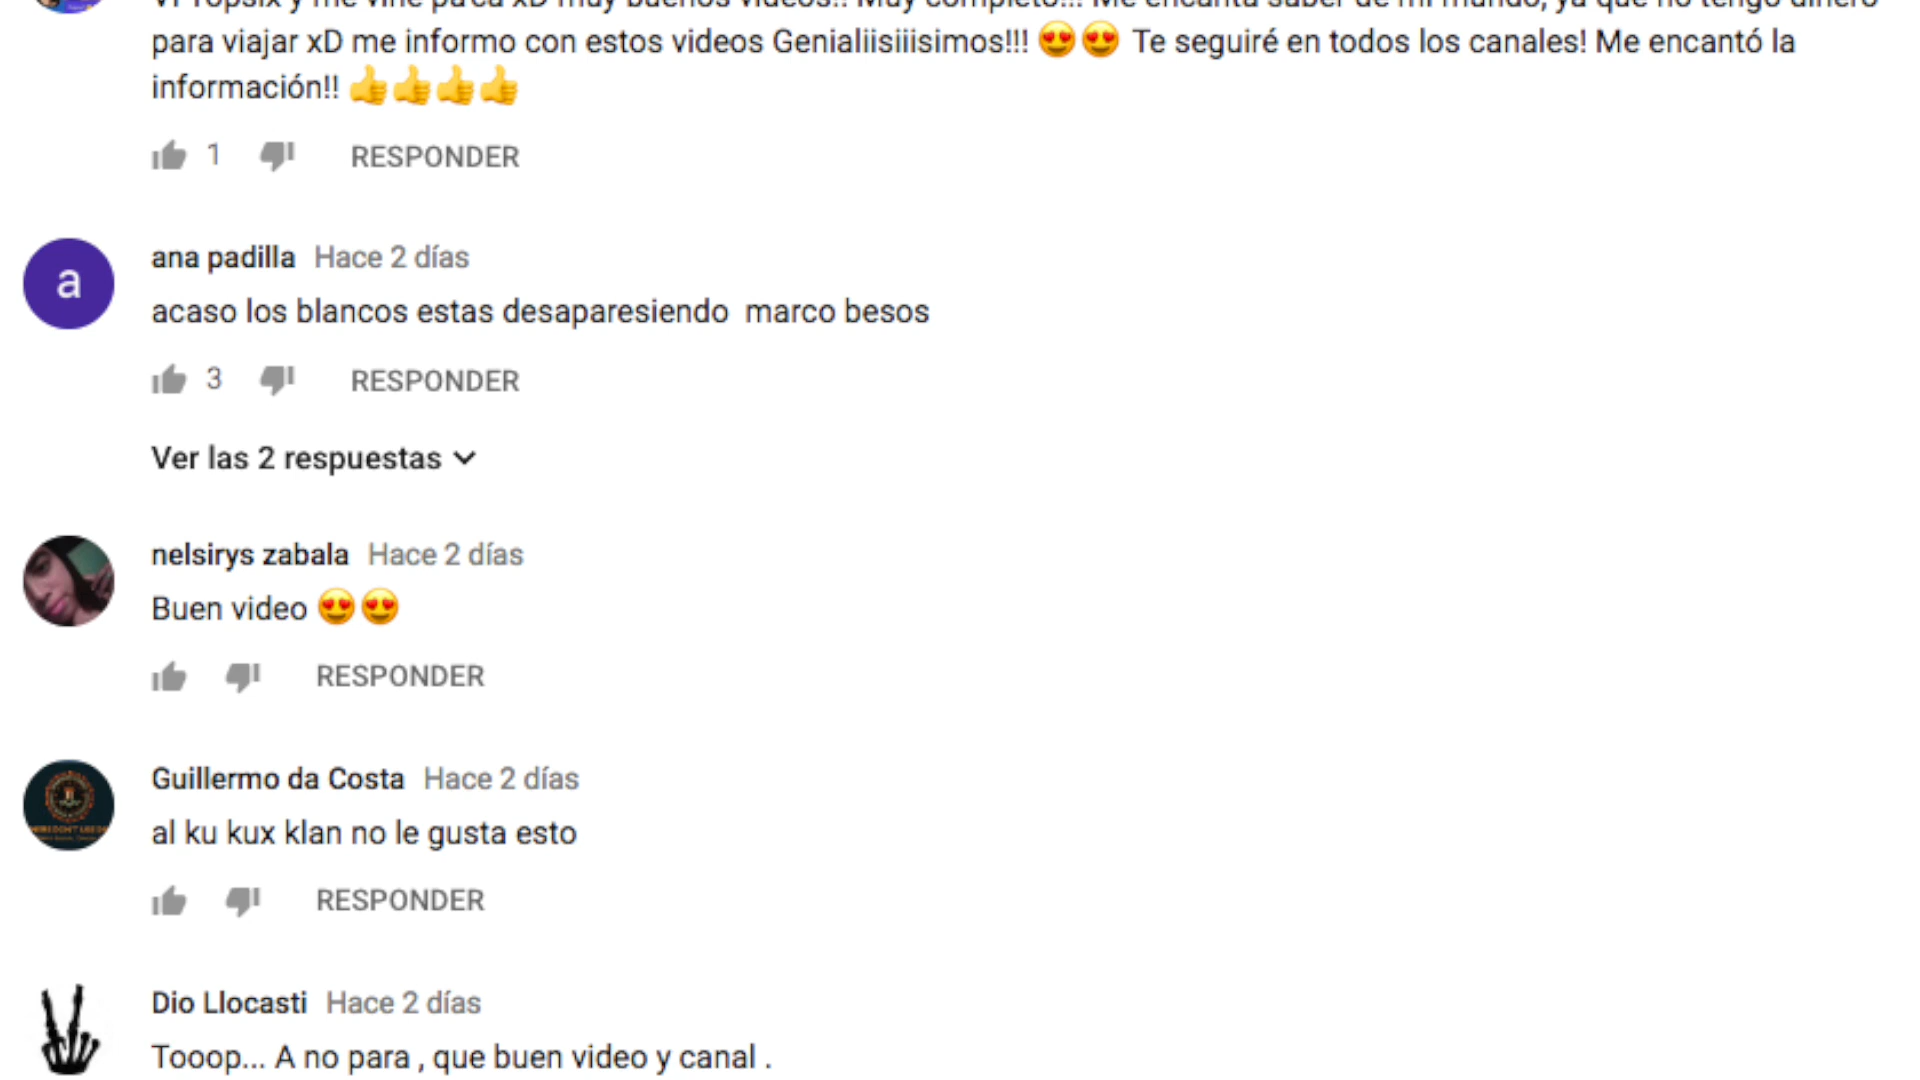 Vi Topsix y me vine pa'ca xD muy buenos videos!! Muy completo!!! Me encanta saber de mi mundo, ya que no tengo dinero
para viajar xD me informo con estos videos Genialiisiiisimos!!! 😍😍 Te seguiré en todos los canales! Me encantó la
información!! 👍👍👍👍
1 RESPONDER
a
ana padilla Hace 2 días
acaso los blancos estas desaparesiendo marco besos
3 RESPONDER
Ver las 2 respuestas
nelsirys zabala Hace 2 días
Buen video 😍😍
RESPONDER
Guillermo da Costa Hace 2 días
al ku kux klan no le gusta esto
RESPONDER
Dio Llocasti Hace 2 días
Tooop... A no para , que buen video y canal .